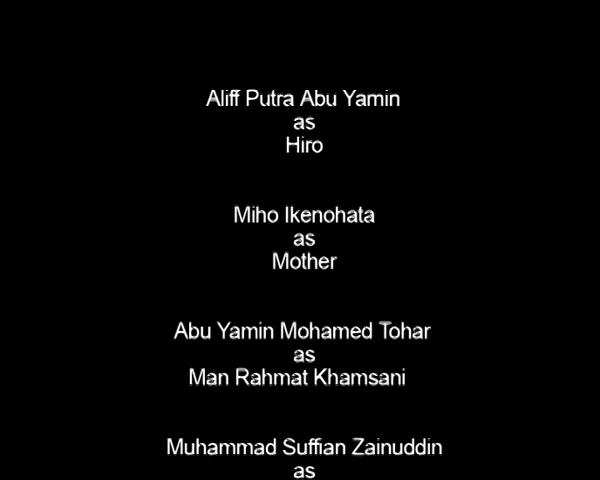 Aliff Putra Abu Yamin
as
Hiro
Miho Ikenohata
as
Mother
Abu Yamin Mohamed Tohar
as
Man Rahmat Khamsani
Muhammad Suffian Zainuddin
as